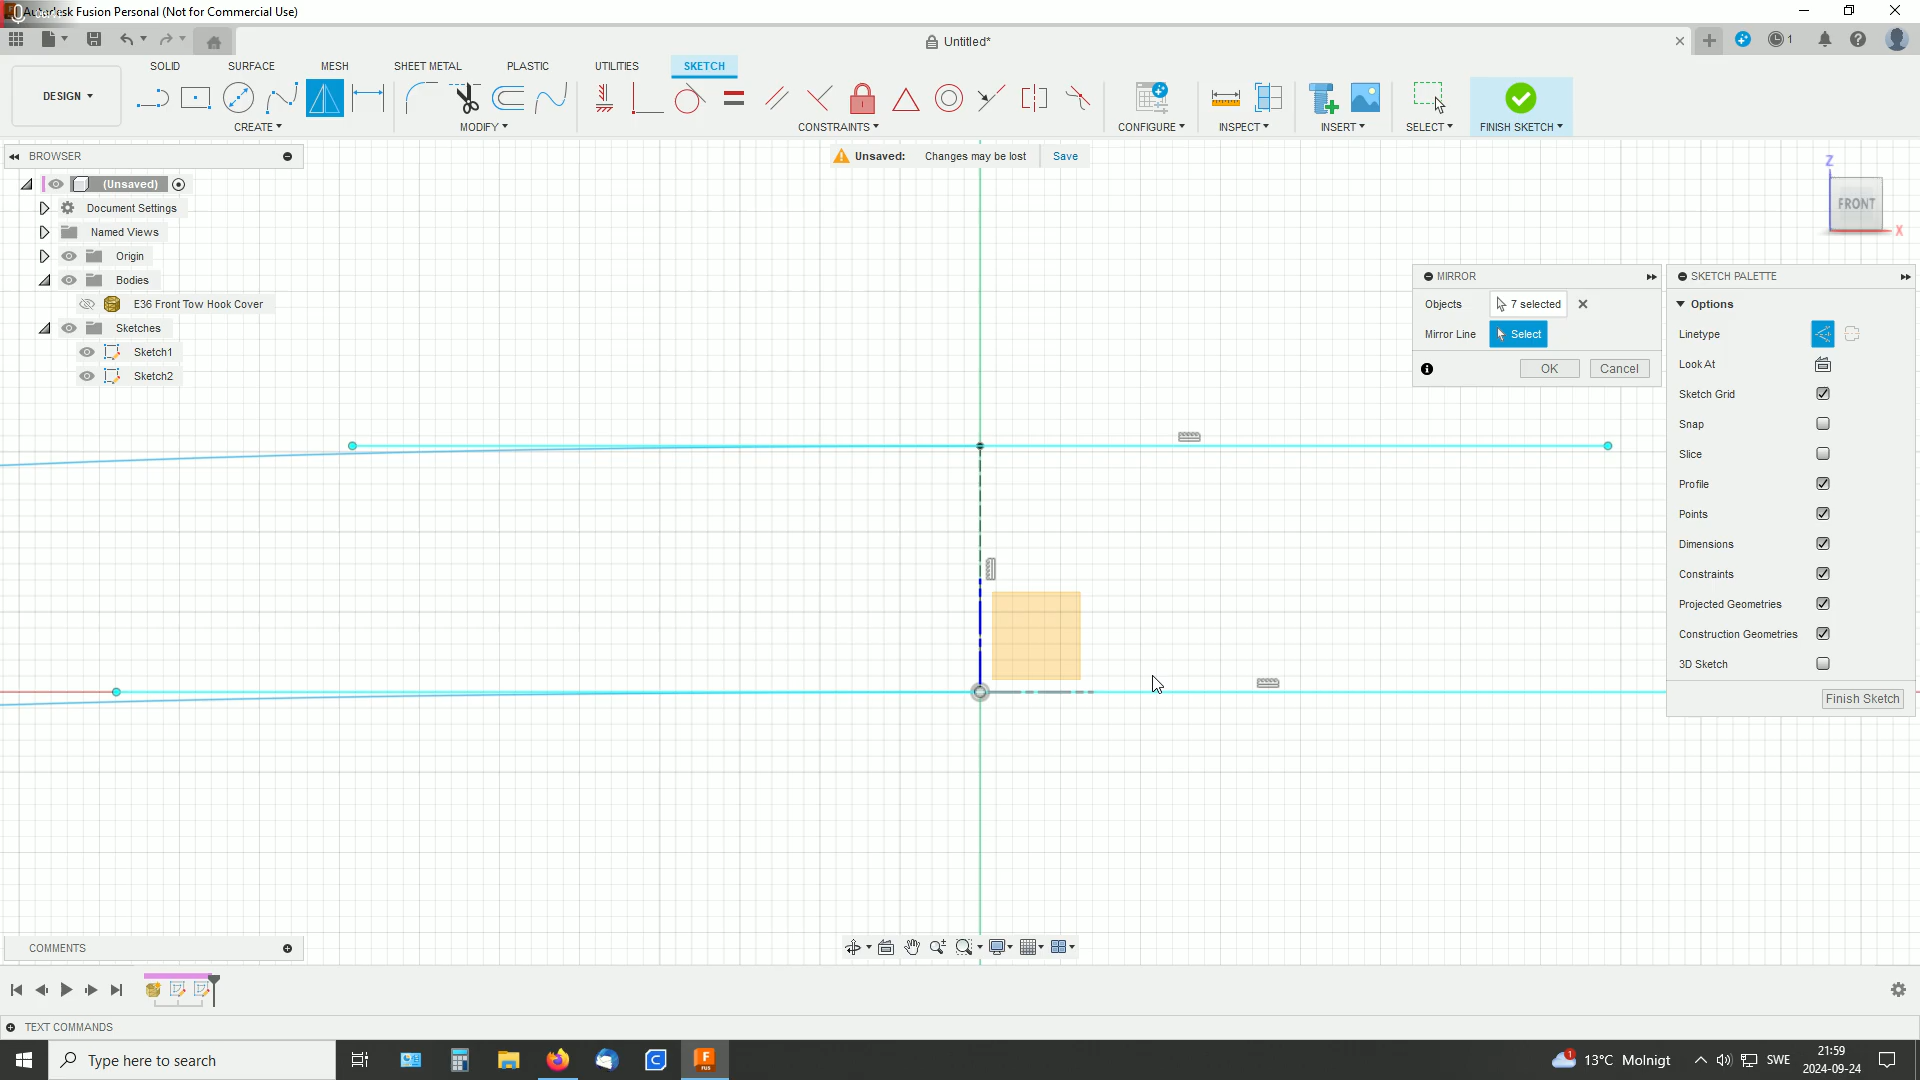 Autodesk Fusion Personal (Not for Commercial Use)
Untitled*
1
DESIGN
SOLID
SURFACE
MESH
SHEET METAL
PLASTIC
UTILITIES
SKETCH
CREATE
MODIFY
CONSTRAINTS
CONFIGURE
INSPECT
INSERT
SELECT
FINISH SKETCH
BROWSER
Unsaved: Changes may be lost Save
(Unsaved)
Document Settings
Named Views
Origin
Bodies
E36 Front Tow Hook Cover
Sketches
Sketch1
Sketch2
Z
FRONT
X
MIRROR
Objects 7 selected
Mirror Line Select
OK Cancel
SKETCH PALETTE
Options
Linetype
Look At
Sketch Grid
Snap
Slice
Profile
Points
Dimensions
Constraints
Projected Geometries
Construction Geometries
3D Sketch
Finish Sketch
COMMENTS
TEXT COMMANDS
Type here to search
F
FUS
1
13°C Molnigt
SWE
21:59
2024-09-24